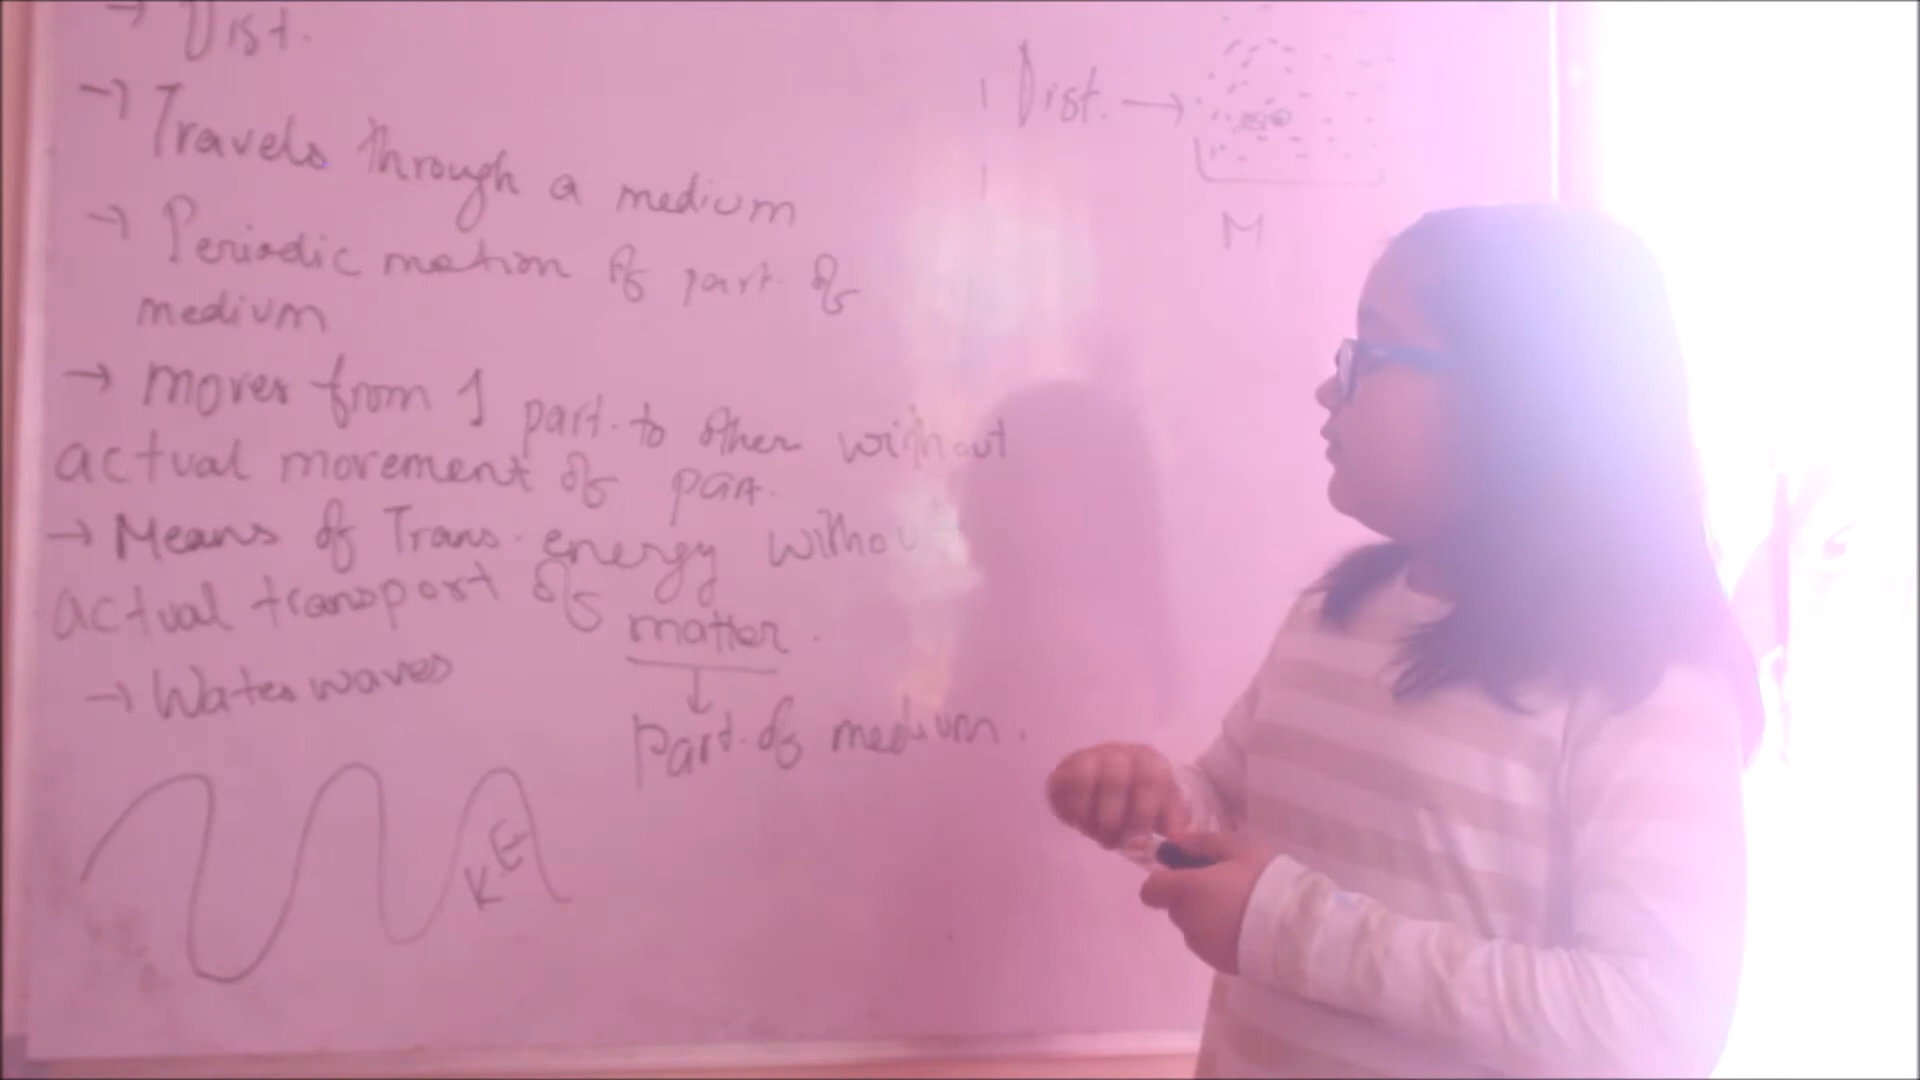 → Dist.
→ Travels through a medium
→ Periodic motion of part. of
medium
→ moves from 1 part. to other without
actual movement of part.
→ Means of Trans. energy without
actual transport of matter.
→ Water waves
↓
part. of medium.
KE
Dist. →
M